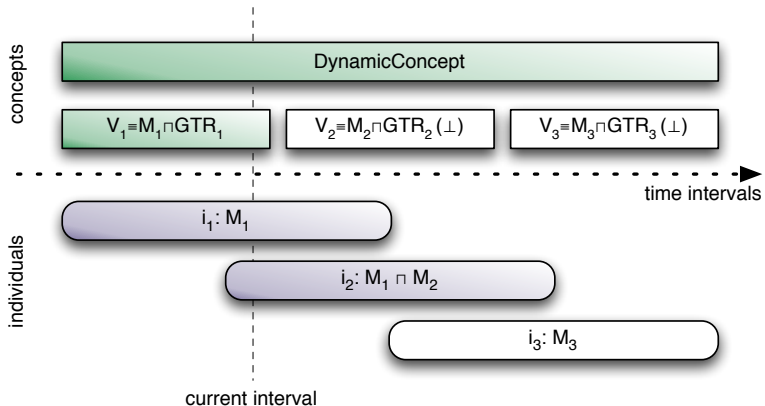 concepts
DynamicConcept
V₁≡M₁⊓GTR₁
V₂≡M₂⊓GTR₂ (⊥)
V₃≡M₃⊓GTR₃ (⊥)
time intervals
individuals
i₁: M₁
i₂: M₁ ⊓ M₂
i₃: M₃
current interval